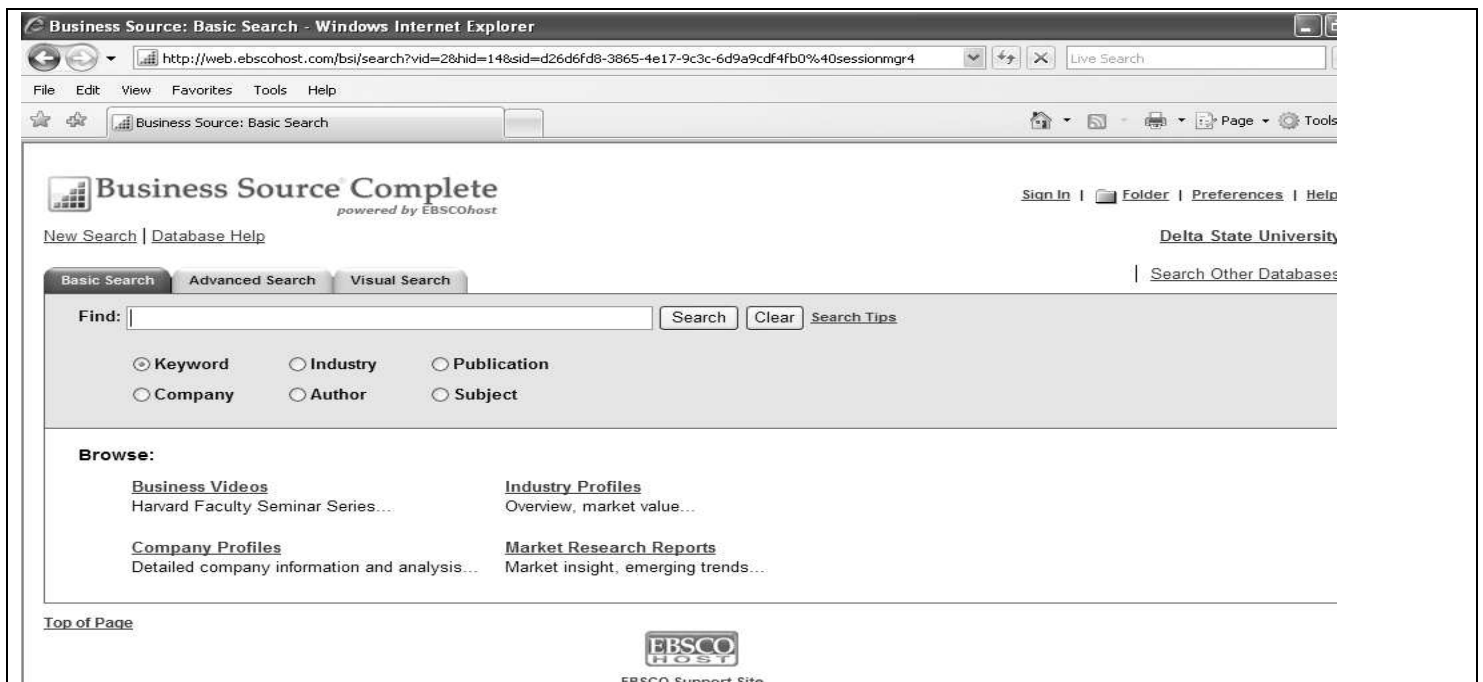 Business Source: Basic Search - Windows Internet Explorer
http://web.ebscohost.com/bsi/search?vid=2&hid=14&sid=d26d6fd8-3865-4e17-9c3c-6d9a9cdf4fb0%40sessionmgr4 Live Search
File Edit View Favorites Tools Help
Business Source: Basic Search Page Tools
Business Source Complete
powered by EBSCOhost
Sign In | Folder | Preferences | Help
New Search | Database Help Delta State University
Basic Search Advanced Search Visual Search | Search Other Databases
Find: Search Clear Search Tips
Keyword Industry Publication
Company Author Subject
Browse:
Business Videos Industry Profiles
Harvard Faculty Seminar Series... Overview, market value...
Company Profiles Market Research Reports
Detailed company information and analysis... Market insight, emerging trends...
Top of Page
EBSCO
HOST
EBSCO Support Site